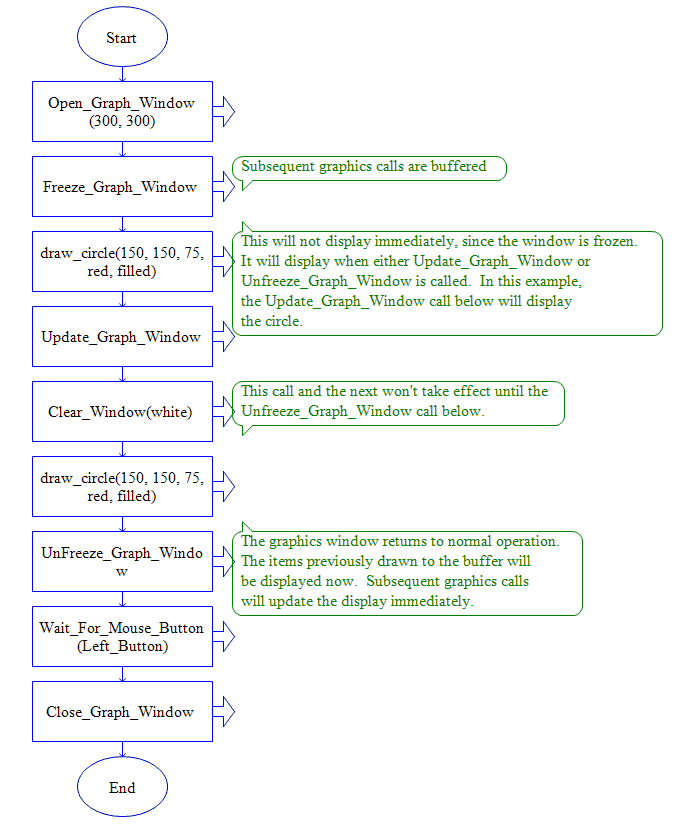 Start
Open_Graph_Window
(300, 300)
Freeze_Graph_Window
Subsequent graphics calls are buffered
draw_circle(150, 150, 75,
red, filled)
This will not display immediately, since the window is frozen.
It will display when either Update_Graph_Window or
Unfreeze_Graph_Window is called.  In this example,
the Update_Graph_Window call below will display
the circle.
Update_Graph_Window
Clear_Window(white)
This call and the next won't take effect until the
Unfreeze_Graph_Window call below.
draw_circle(150, 150, 75,
red, filled)
UnFreeze_Graph_Windo
w
The graphics window returns to normal operation.
The items previously drawn to the buffer will
be displayed now.  Subsequent graphics calls
will update the display immediately.
Wait_For_Mouse_Button
(Left_Button)
Close_Graph_Window
End